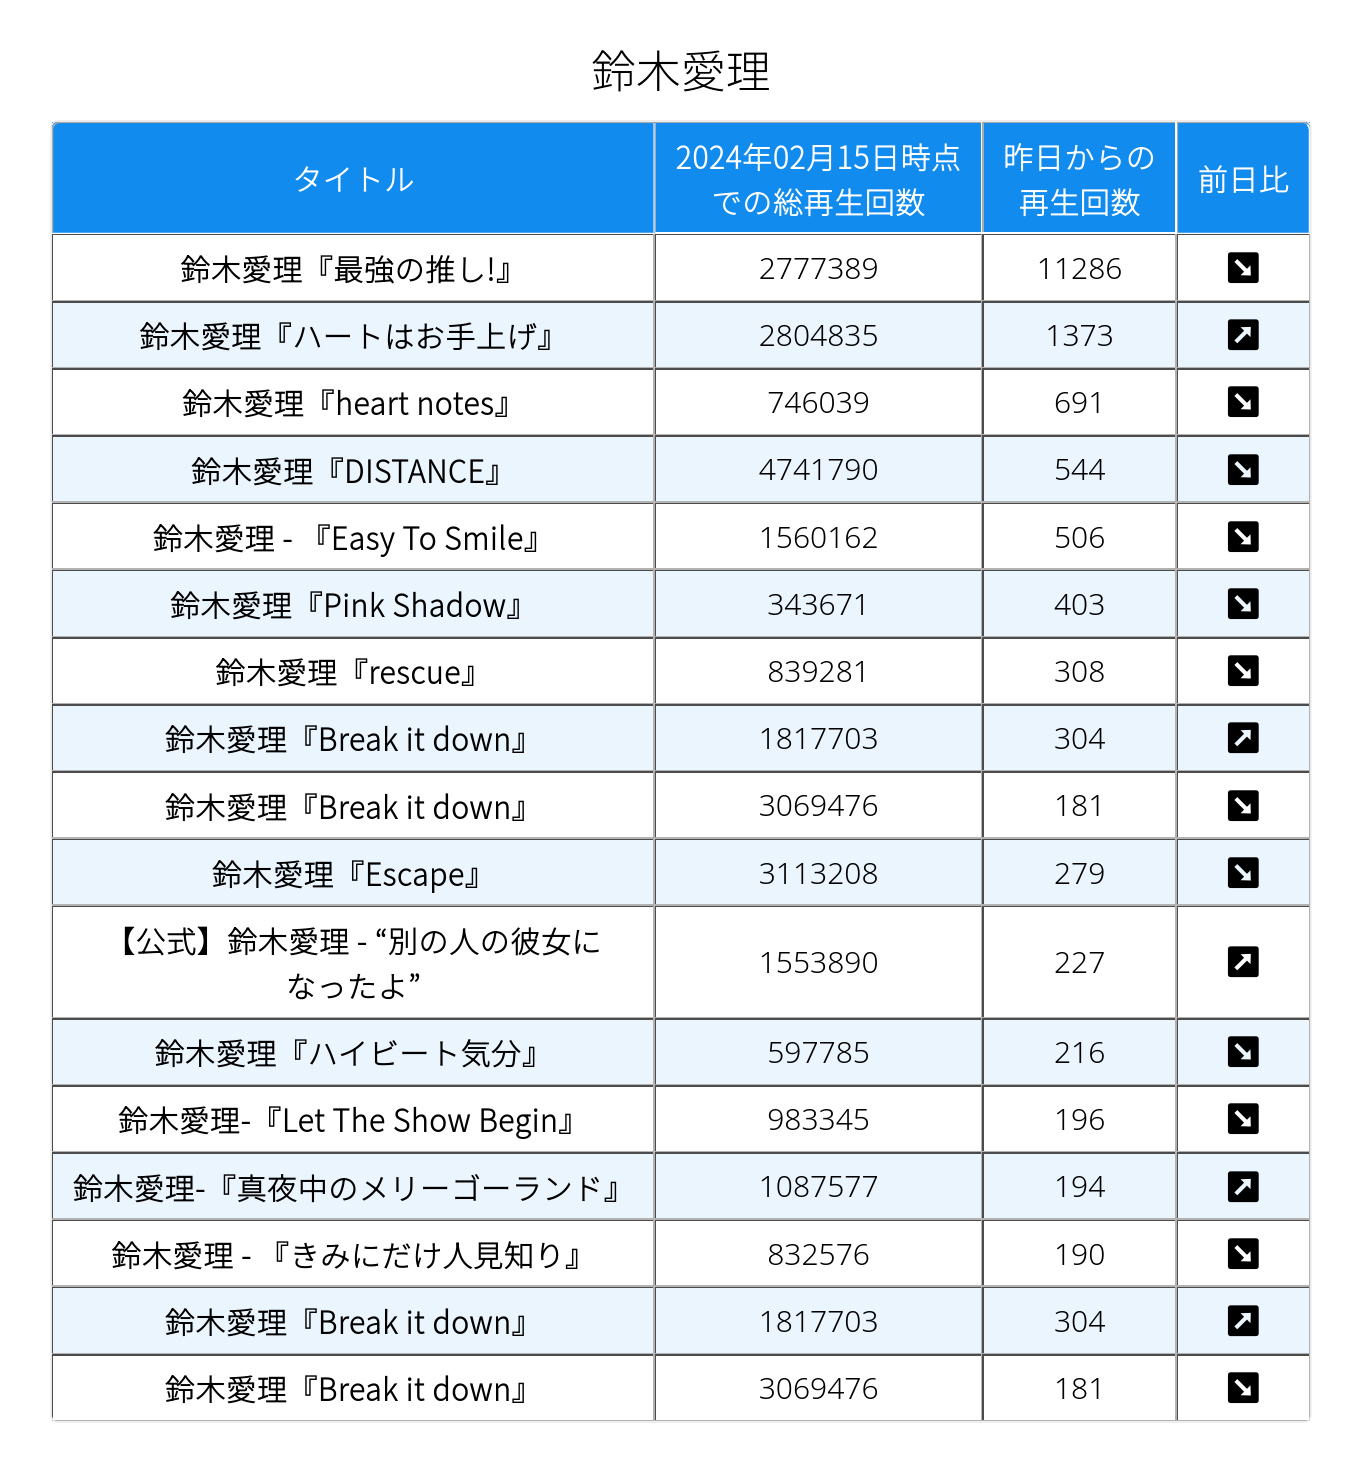 鈴木愛理
タイトル
2024年02月15日時点
での総再生回数
昨日からの
再生回数
前日比
鈴木愛理『最強の推し!』 2777389 11286 ↘
鈴木愛理『ハートはお手上げ』 2804835 1373 ↗
鈴木愛理『heart notes』 746039 691 ↘
鈴木愛理『DISTANCE』 4741790 544 ↘
鈴木愛理 - 『Easy To Smile』 1560162 506 ↘
鈴木愛理『Pink Shadow』 343671 403 ↘
鈴木愛理『rescue』 839281 308 ↘
鈴木愛理『Break it down』 1817703 304 ↗
鈴木愛理『Break it down』 3069476 181 ↘
鈴木愛理『Escape』 3113208 279 ↘
【公式】鈴木愛理 - “別の人の彼女に
なったよ” 1553890 227 ↗
鈴木愛理『ハイビート気分』 597785 216 ↘
鈴木愛理-『Let The Show Begin』 983345 196 ↘
鈴木愛理-『真夜中のメリーゴーランド』 1087577 194 ↗
鈴木愛理 - 『きみにだけ人見知り』 832576 190 ↘
鈴木愛理『Break it down』 1817703 304 ↗
鈴木愛理『Break it down』 3069476 181 ↘